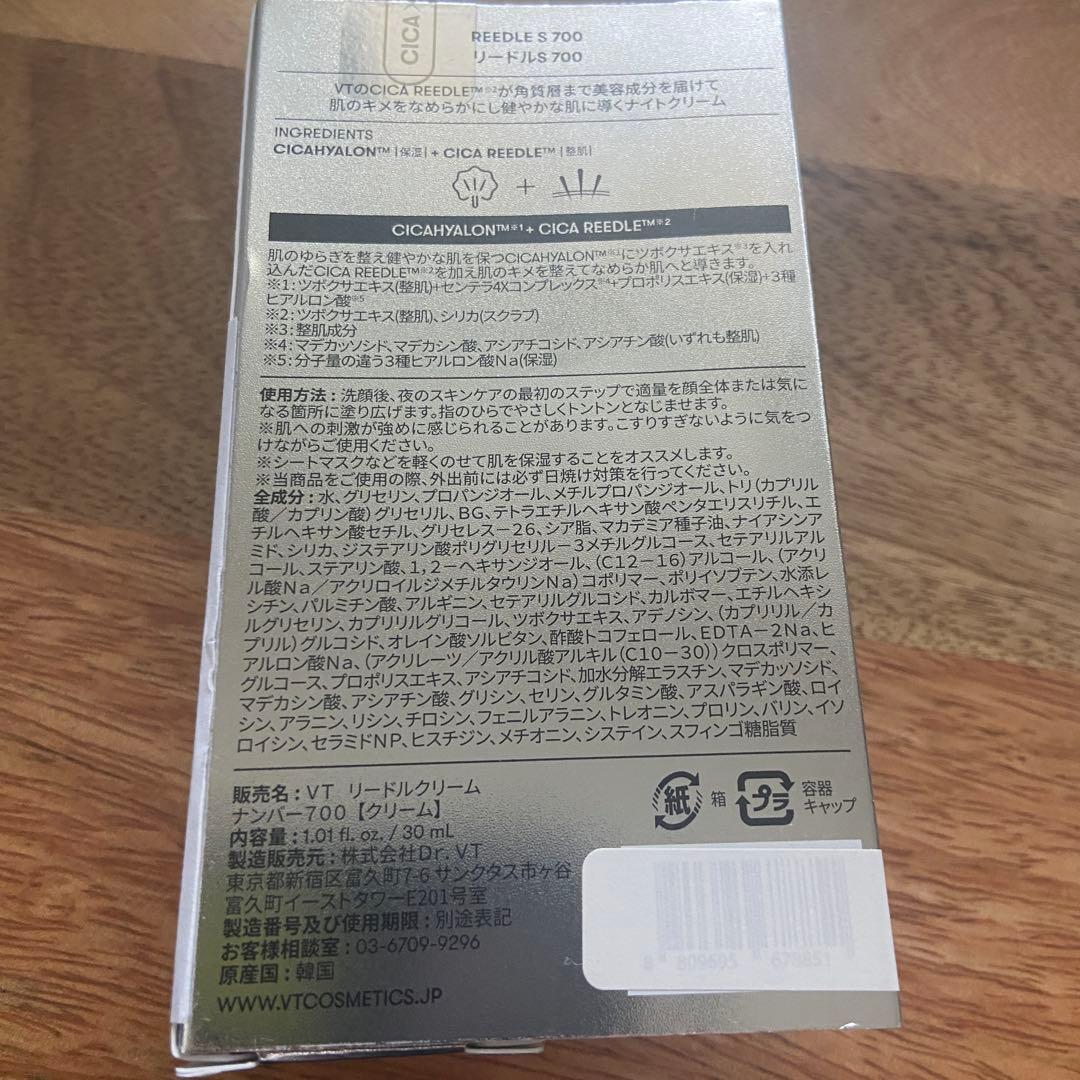 CICA
REEDLE S 700
リードルS 700
VTのCICA REEDLE™※2が角質層まで美容成分を届けて
肌のキメをなめらかにし健やかな肌に導くナイトクリーム
INGREDIENTS
CICAHYALON™ |保湿| + CICA REEDLE™ |整肌|
+
CICAHYALON™※1 + CICA REEDLE™※2
肌のゆらぎを整え健やかな肌を保つCICAHYALON™※1にツボクサエキス※3を入れ
込んだCICA REEDLE™※2を加え肌のキメを整えてなめらか肌へと導きます。
※1:ツボクサエキス(整肌)+センテラ4Xコンプレックス※4+プロポリスエキス(保湿)+3種
ヒアルロン酸※5
※2:ツボクサエキス(整肌)、シリカ(スクラブ)
※3:整肌成分
※4:マデカッソシド、マデカシン酸、アシアチコシド、アシアチン酸(いずれも整肌)
※5:分子量の違う3種ヒアルロン酸Na(保湿)
使用方法:洗顔後、夜のスキンケアの最初のステップで適量を顔全体または気に
なる箇所に塗り広げます。指のひらでやさしくトントンとなじませます。
※肌への刺激が強めに感じられることがあります。こすりすぎないように気をつ
けながらご使用ください。
※シートマスクなどを軽くのせて肌を保湿することをオススメします。
※当商品をご使用の際、外出前には必ず日焼け対策を行ってください。
全成分:水、グリセリン、プロパンジオール、メチルプロパンジオール、トリ(カプリル
酸/カプリン酸)グリセリル、BG、テトラエチルヘキサン酸ペンタエリスリチル、エ
チルヘキサン酸セチル、グリセレス-26、シア脂、マカデミア種子油、ナイアシンア
ミド、シリカ、ジステアリン酸ポリグリセリル-3メチルグルコース、セテアリルアル
コール、ステアリン酸、1,2-ヘキサンジオール、(C12-16)アルコール、(アクリ
ル酸Na/アクリロイルジメチルタウリンNa)コポリマー、ポリイソブテン、水添レ
シチン、パルミチン酸、アルギニン、セテアリルグルコシド、カルボマー、エチルヘキシ
ルグリセリン、カプリリルグリコール、ツボクサエキス、アデノシン、(カプリリル/カ
プリル)グルコシド、オレイン酸ソルビタン、酢酸トコフェロール、EDTA-2Na、ヒ
アルロン酸Na、(アクリレーツ/アクリル酸アルキル(C10-30))クロスポリマー、
グルコース、プロポリスエキス、アシアチコシド、加水分解エラスチン、マデカッソシド、
マデカシン酸、アシアチン酸、グリシン、セリン、グルタミン酸、アスパラギン酸、ロイ
シン、アラニン、リシン、チロシン、フェニルアラニン、トレオニン、プロリン、バリン、イソ
ロイシン、セラミドNP、ヒスチジン、メチオニン、システイン、スフィンゴ糖脂質
販売名:VT リードルクリーム
ナンバー700【クリーム】
内容量:1.01 fl. oz. / 30 mL
製造販売元:株式会社Dr. VT
東京都新宿区富久町7-6 サンクタス市ヶ谷
富久町イーストタワーE201号室
製造番号及び使用期限:別途表記
お客様相談室:03-6709-9296
原産国:韓国
WWW.VTCOSMETICS.JP
紙 箱 プラ 容器
キャップ